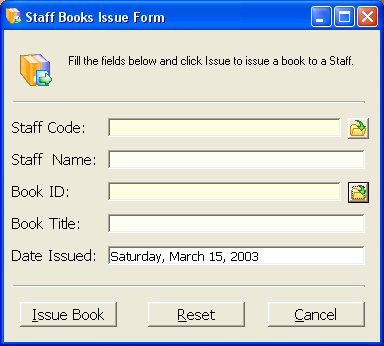 Staff Books Issue Form
Fill the fields below and click Issue to issue a book to a Staff.
Staff Code:
Staff Name:
Book ID:
Book Title:
Date Issued: Saturday, March 15, 2003
Issue Book Reset Cancel